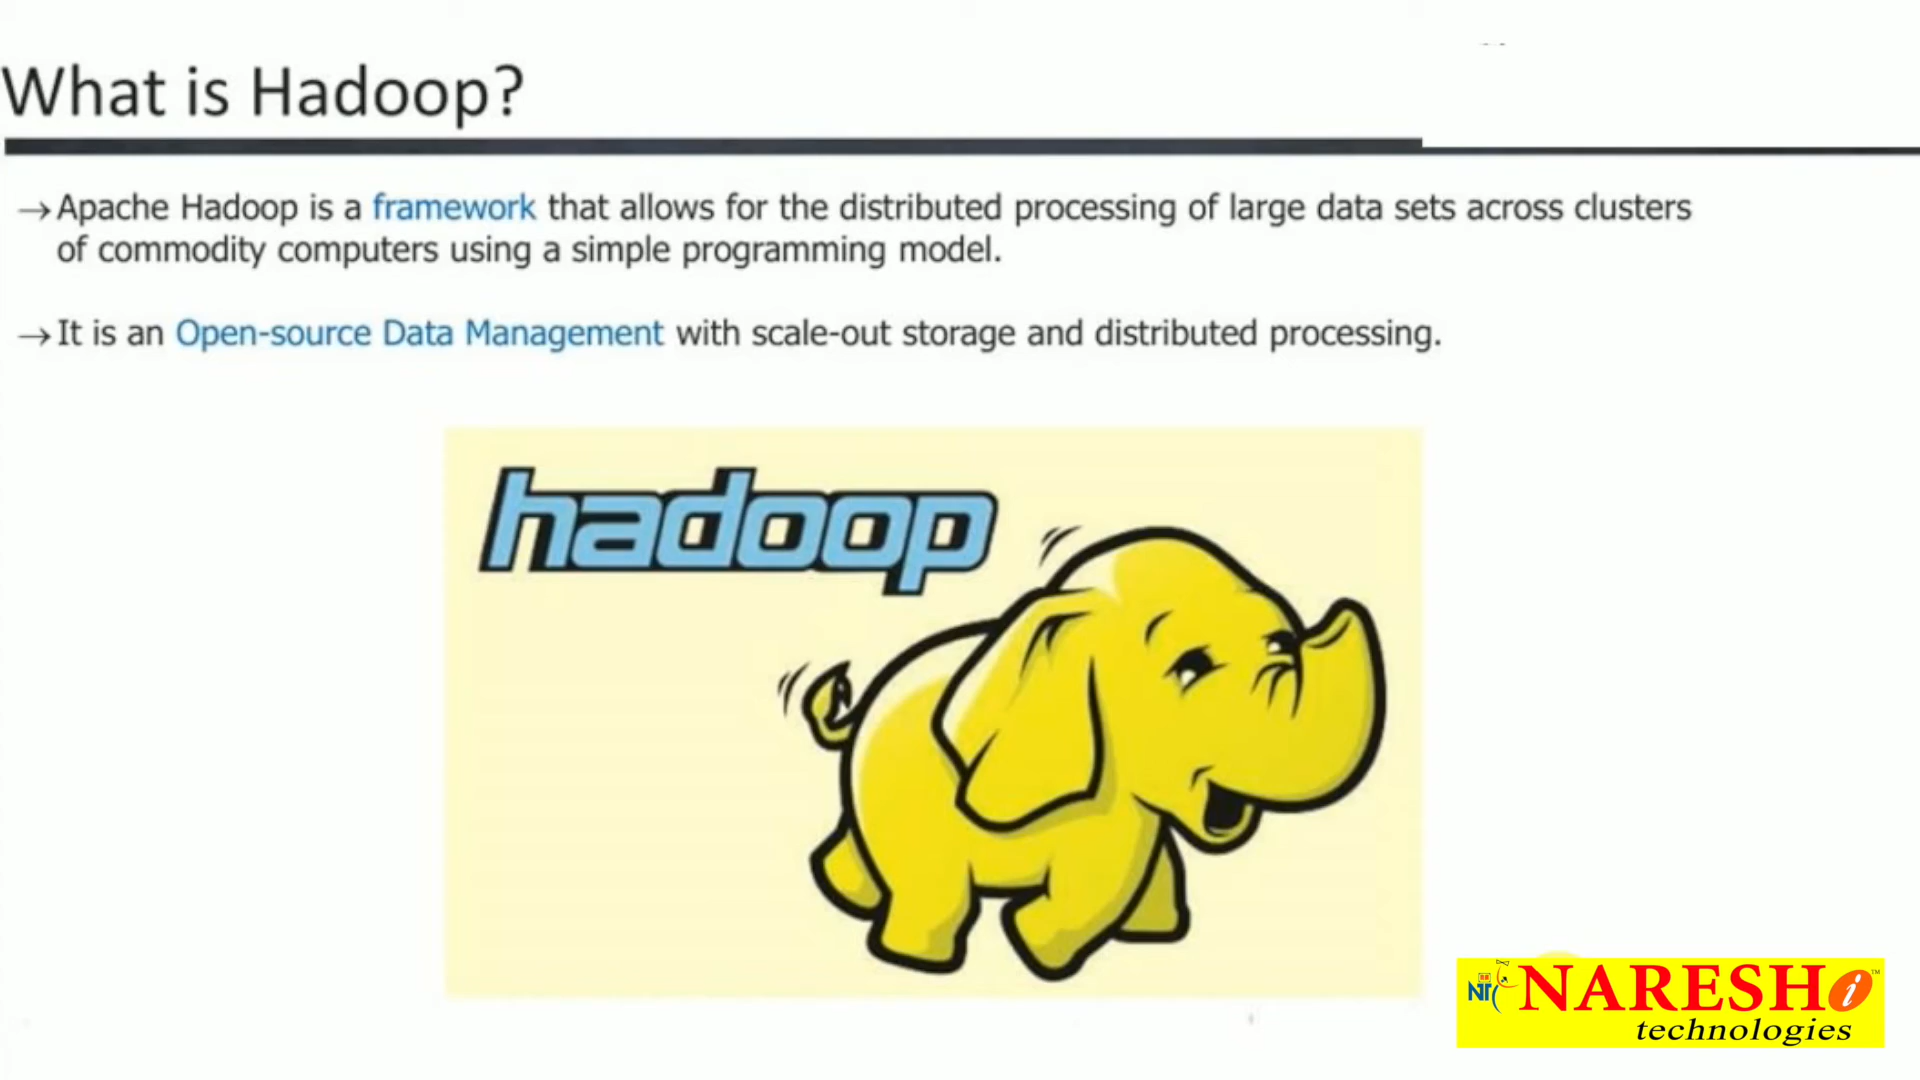 What is Hadoop?
→Apache Hadoop is a framework that allows for the distributed processing of large data sets across clusters
of commodity computers using a simple programming model.
→It is an Open-source Data Management with scale-out storage and distributed processing.
hadoop
NT NARESH i ™
technologies